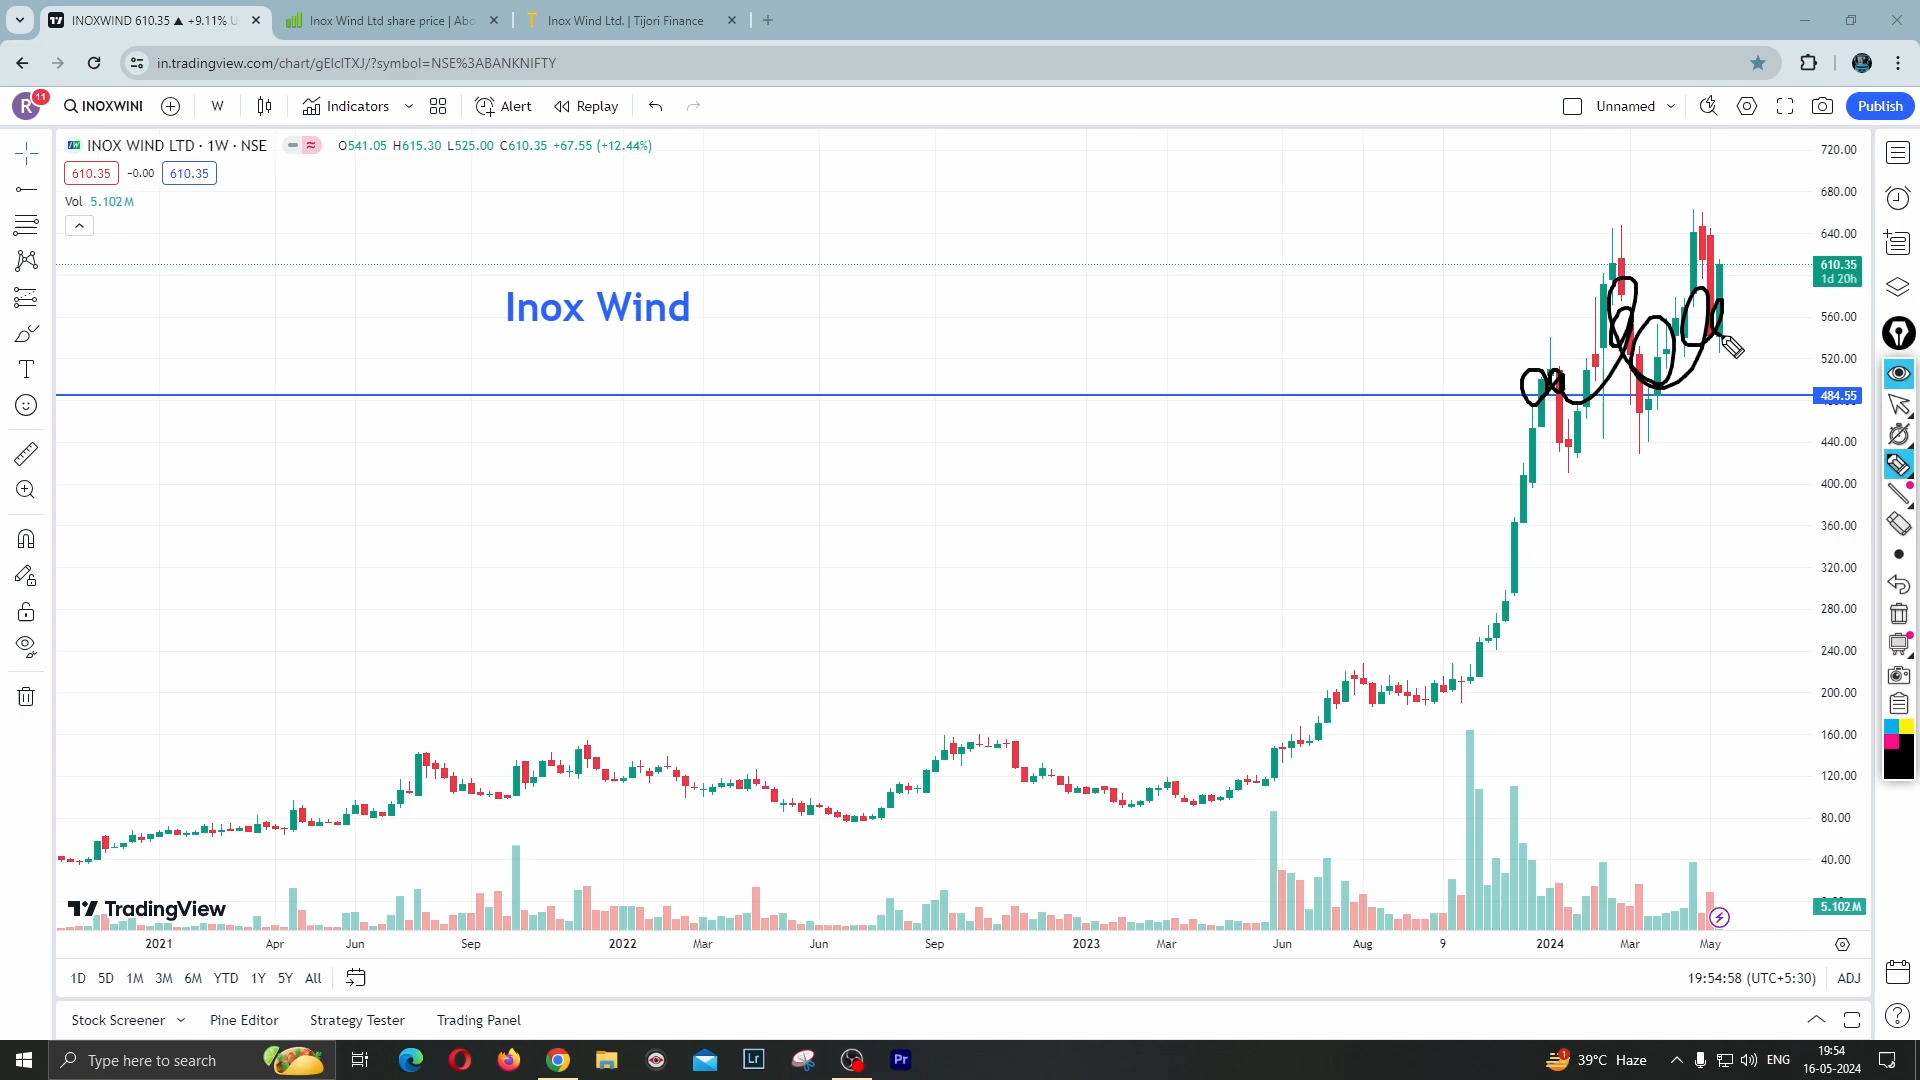 INOXWIND 610.35 ▲ +9.11% U
Inox Wind Ltd share price | Abo
Inox Wind Ltd. | Tijori Finance
in.tradingview.com/chart/gEIclTXJ/?symbol=NSE%3ABANKNIFTY
R
11
INOXWINI
W
Indicators
Alert
Replay
Unnamed
Publish
INOX WIND LTD · 1W · NSE
O541.05 H615.30 L525.00 C610.35 +67.55 (+12.44%)
610.35
-0.00
610.35
Vol 5.102M
Inox Wind
720.00
680.00
640.00
610.35
1d 20h
560.00
520.00
484.55
440.00
400.00
360.00
320.00
280.00
240.00
200.00
160.00
120.00
80.00
40.00
5.102M
TradingView
2021
Apr
Jun
Sep
2022
Mar
Jun
Sep
2023
Mar
Jun
Aug
9
2024
Mar
May
1D 5D 1M 3M 6M YTD 1Y 5Y All
19:54:58 (UTC+5:30)
ADJ
Stock Screener
Pine Editor
Strategy Tester
Trading Panel
Type here to search
Lr
Pr
1
39°C Haze
ENG
19:54
16-05-2024